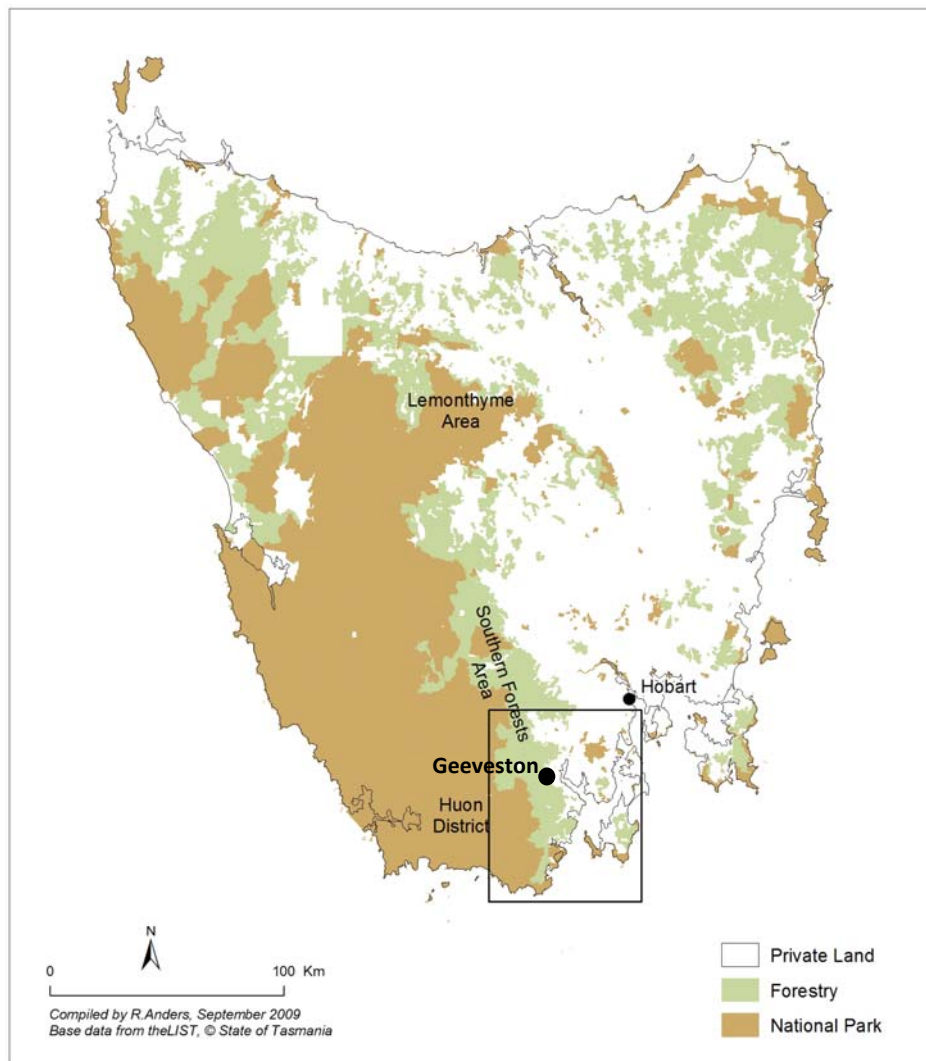 Lemonthyme
Area
Southern Forests
Area
Hobart
Geeveston
Huon
District
N
0 100 Km
Compiled by R.Anders, September 2009
Base data from theLIST, © State of Tasmania
Private Land
Forestry
National Park